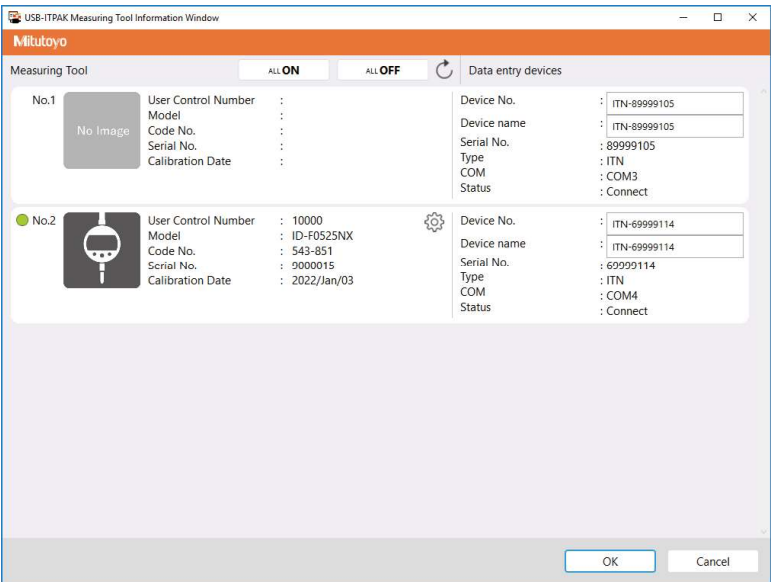 USB-ITPAK Measuring Tool Information Window
Mitutoyo
Measuring Tool ALL ON ALL OFF Data entry devices
No.1
No Image
User Control Number :
Model :
Code No. :
Serial No. :
Calibration Date :
Device No. : ITN-89999105
Device name : ITN-89999105
Serial No. : 89999105
Type : ITN
COM : COM3
Status : Connect
No.2
User Control Number : 10000
Model : ID-F0525NX
Code No. : 543-851
Serial No. : 9000015
Calibration Date : 2022/Jan/03
Device No. : ITN-69999114
Device name : ITN-69999114
Serial No. : 69999114
Type : ITN
COM : COM4
Status : Connect
OK Cancel